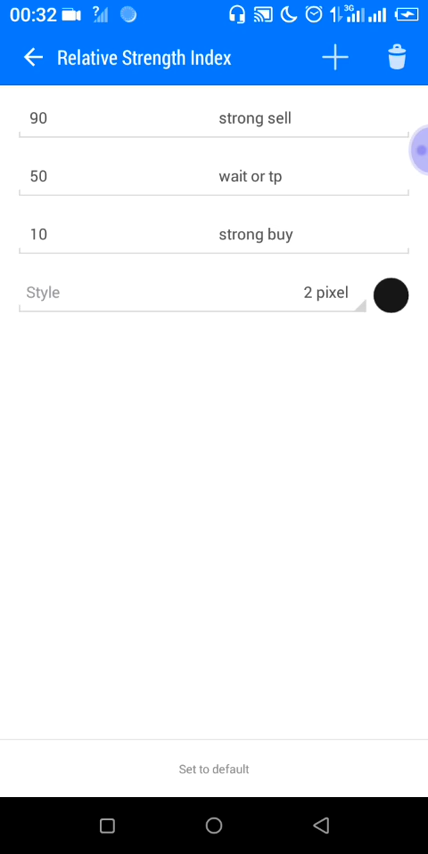 00:32 ? 3G
Relative Strength Index
90 strong sell
50 wait or tp
10 strong buy
Style 2 pixel
Set to default